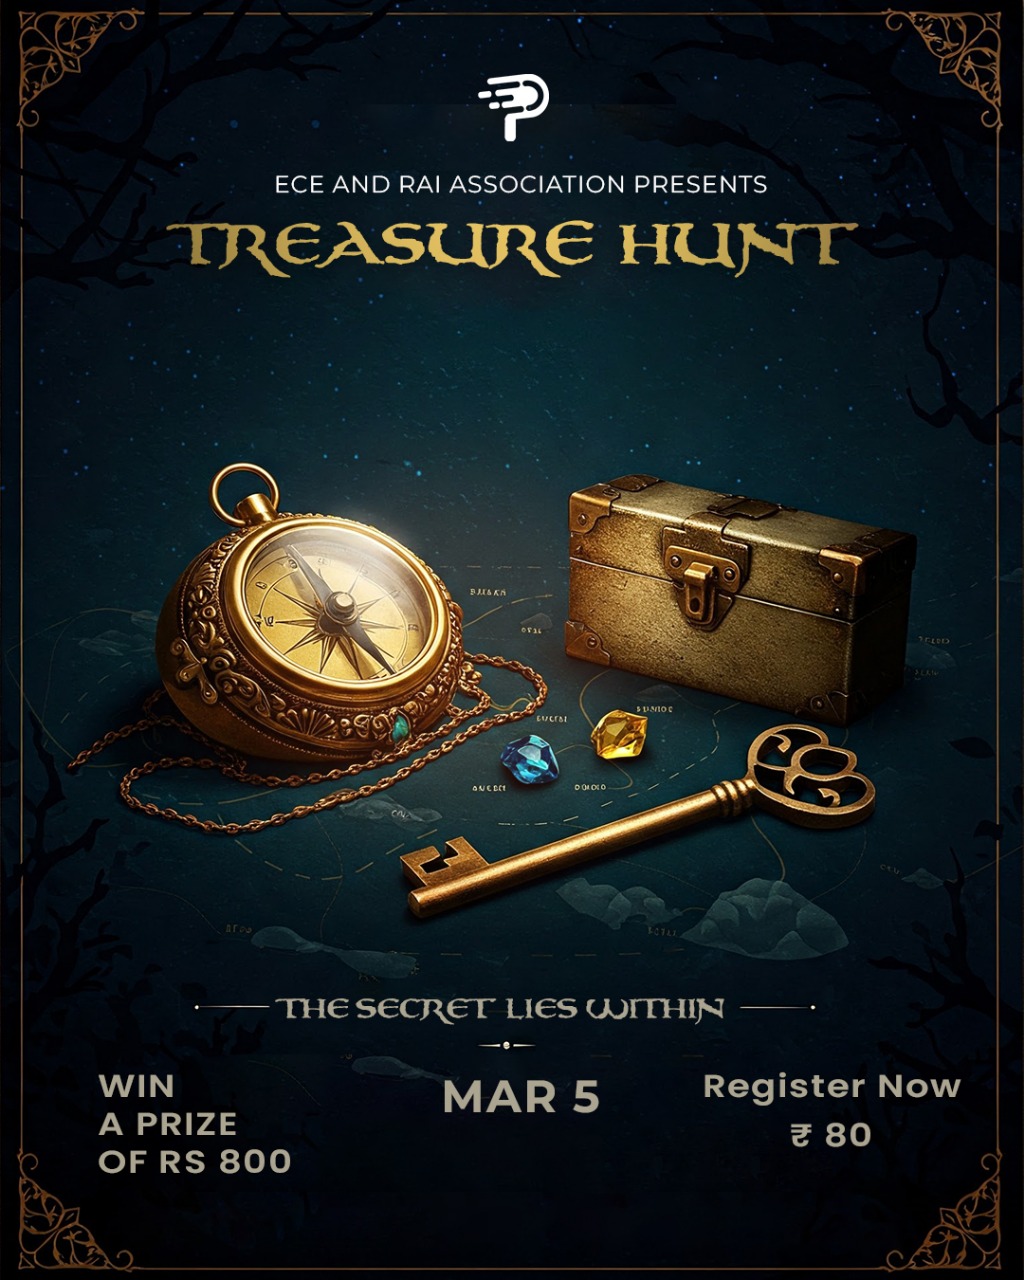 ECE AND RAI ASSOCIATION PRESENTS
TREASURE HUNT
THE SECRET LIES WITHIN
WIN
A PRIZE
OF RS 800
MAR 5
Register Now
₹ 80